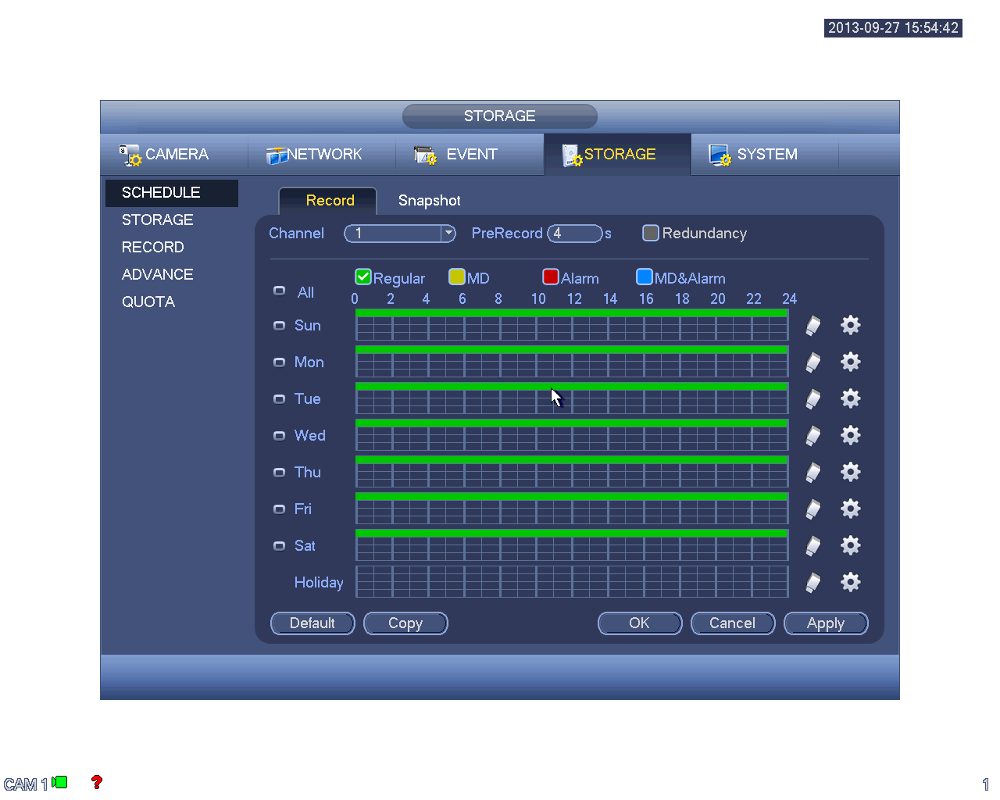 2013-09-27 15:54:42
STORAGE
CAMERA NETWORK EVENT STORAGE SYSTEM
SCHEDULE
STORAGE
RECORD
ADVANCE
QUOTA
Record Snapshot
Channel 1 PreRecord 4 s Redundancy
Regular MD Alarm MD&Alarm
All
0 2 4 6 8 10 12 14 16 18 20 22 24
Sun
Mon
Tue
Wed
Thu
Fri
Sat
Holiday
Default Copy OK Cancel Apply
CAM 1 ? 1